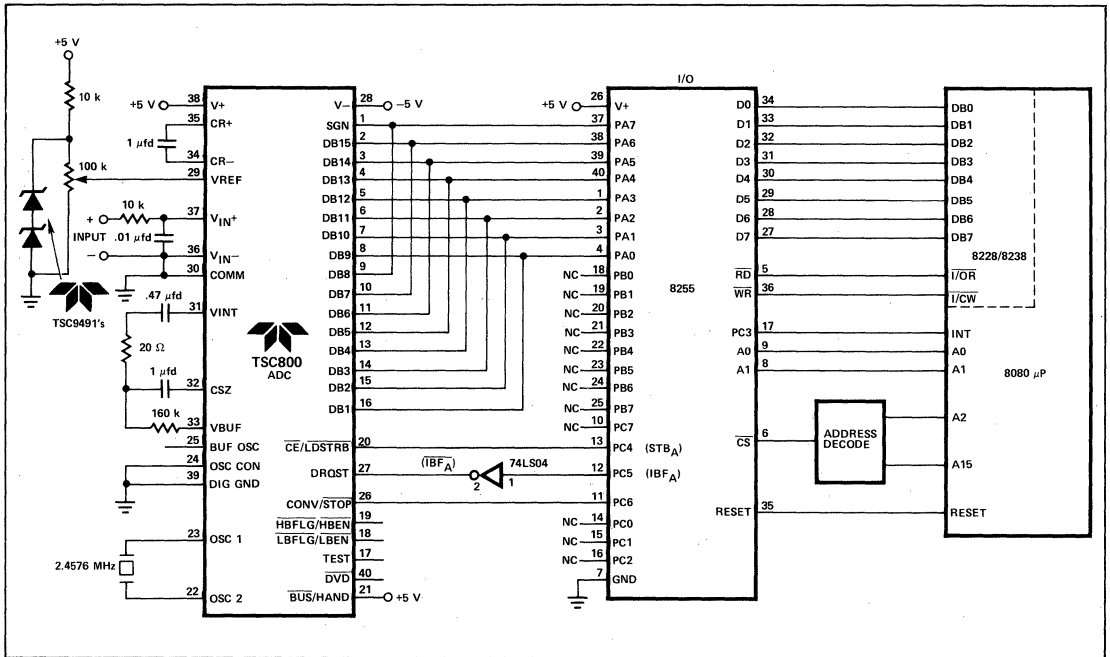 +5 V
10 k
100 k
TSC9491's
+5 V
38 V+
35 CR+
1 µfd
34 CR–
29 VREF
+ 10 k
37 VIN+
INPUT .01 µfd
– 36 VIN–
30 COMM
.47 µfd
31 VINT
20 Ω
1 µfd
32 CSZ
160 k
33 VBUF
25 BUF OSC
24 OSC CON
39 DIG GND
23 OSC 1
2.4576 MHz
22 OSC 2
TSC800
ADC
V– 28 –5 V
SGN 1
DB15 2
DB14 3
DB13 4
DB12 5
DB11 6
DB10 7
DB9 8
DB8 9
DB7 10
DB6 11
DB5 12
DB4 13
DB3 14
DB2 15
DB1 16
CE/LDSTRB 20
DRQST 27
CONV/STOP 26
HBFLG/HBEN 19
LBFLG/LBEN 18
TEST 17
DVD 40
BUS/HAND 21 +5 V
(IBFA) 74LS04
2 1
I/O
+5 V 26 V+
37 PA7
38 PA6
39 PA5
40 PA4
1 PA3
2 PA2
3 PA1
4 PA0
NC 18 PB0
NC 19 PB1
NC 20 PB2
NC 21 PB3
NC 22 PB4
NC 23 PB5
NC 24 PB6
NC 25 PB7
NC 10 PC7
13 PC4 (STBA)
12 PC5 (IBFA)
11 PC6
NC 14 PC0
NC 15 PC1
NC 16 PC2
7 GND
8255
D0 34
D1 33
D2 32
D3 31
D4 30
D5 29
D6 28
D7 27
RD 5
WR 36
PC3 17
A0 9
A1 8
CS 6
RESET 35
ADDRESS
DECODE
DB0
DB1
DB2
DB3
DB4
DB5
DB6
DB7
8228/8238
I/OR
I/CW
INT
A0
A1
8080 µP
A2
A15
RESET